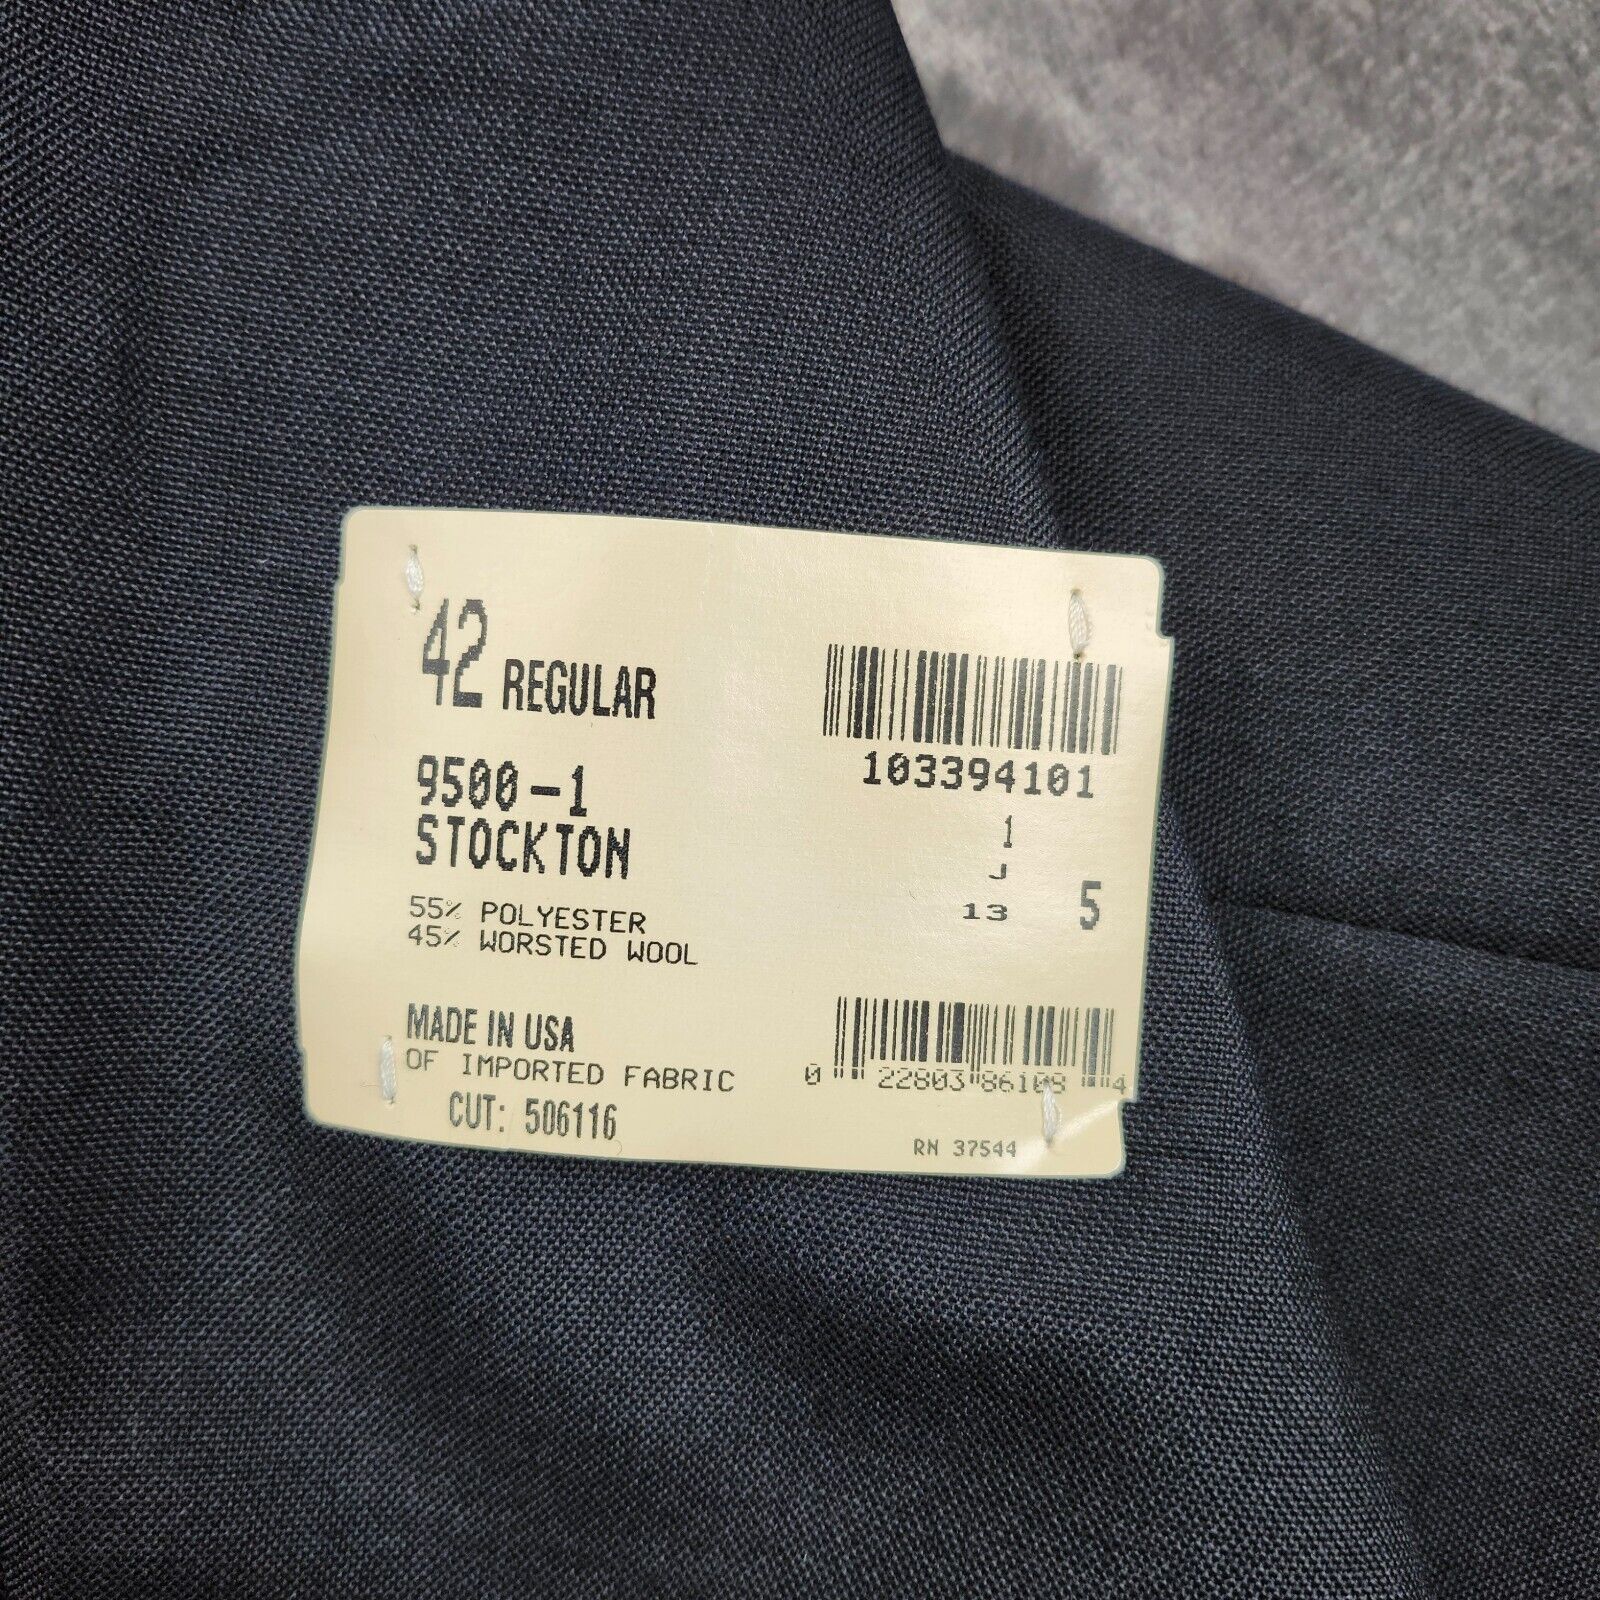 42 REGULAR
9500-1
STOCKTON
55% POLYESTER
45% WORSTED WOOL
MADE IN USA
OF IMPORTED FABRIC
CUT: 506116
103394101
1
J
13 5
0 22803 86108 4
RN 37544